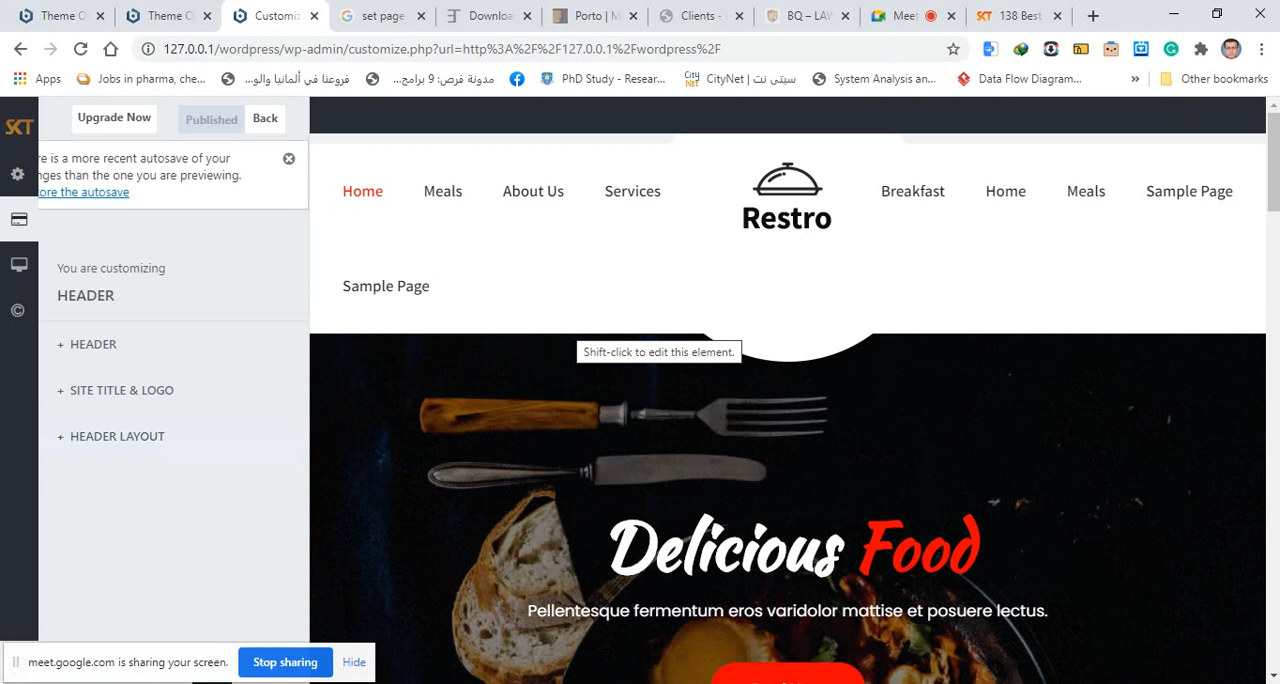 Theme O
Theme O
Customiz
set page
Downloa
Porto | M
Clients -
BQ – LAW
Meet
138 Best
127.0.0.1/wordpress/wp-admin/customize.php?url=http%3A%2F%2F127.0.0.1%2Fwordpress%2F
Apps
Jobs in pharma, che...
فروعنا في ألمانيا والو...
مدونة فرص: 9 برامج...
PhD Study - Resear...
CityNet | سيتى نت
System Analysis an...
Data Flow Diagram...
»
Other bookmarks
SKT
Upgrade Now
Published
Back
re is a more recent autosave of your
nges than the one you are previewing.
ore the autosave
You are customizing
HEADER
+ HEADER
+ SITE TITLE & LOGO
+ HEADER LAYOUT
Home
Meals
About Us
Services
Restro
Breakfast
Home
Meals
Sample Page
Sample Page
Shift-click to edit this element.
Delicious Food
Pellentesque fermentum eros varidolor mattise et posuere lectus.
meet.google.com is sharing your screen.
Stop sharing
Hide